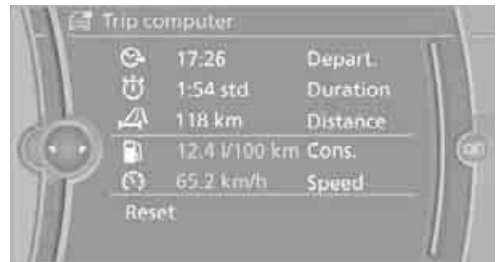 Trip computer
17:26 Depart.
1:54 std Duration
118 km Distance
12.4 l/100 km Cons.
65.2 km/h Speed
Reset